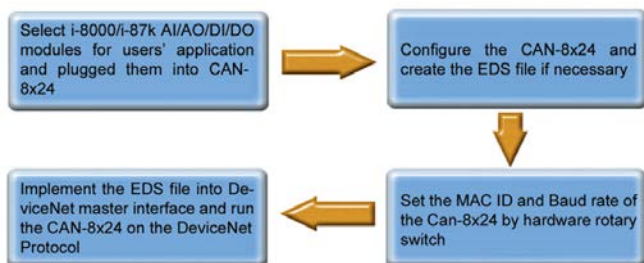 Select i-8000/i-87k AI/AO/DI/DO
modules for users' application
and plugged them into CAN-
8x24
Configure the CAN-8x24 and
create the EDS file if necessary
Set the MAC ID and Baud rate of
the Can-8x24 by hardware rotary
switch
Implement the EDS file into De-
viceNet master interface and run
the CAN-8x24 on the DeviceNet
Protocol